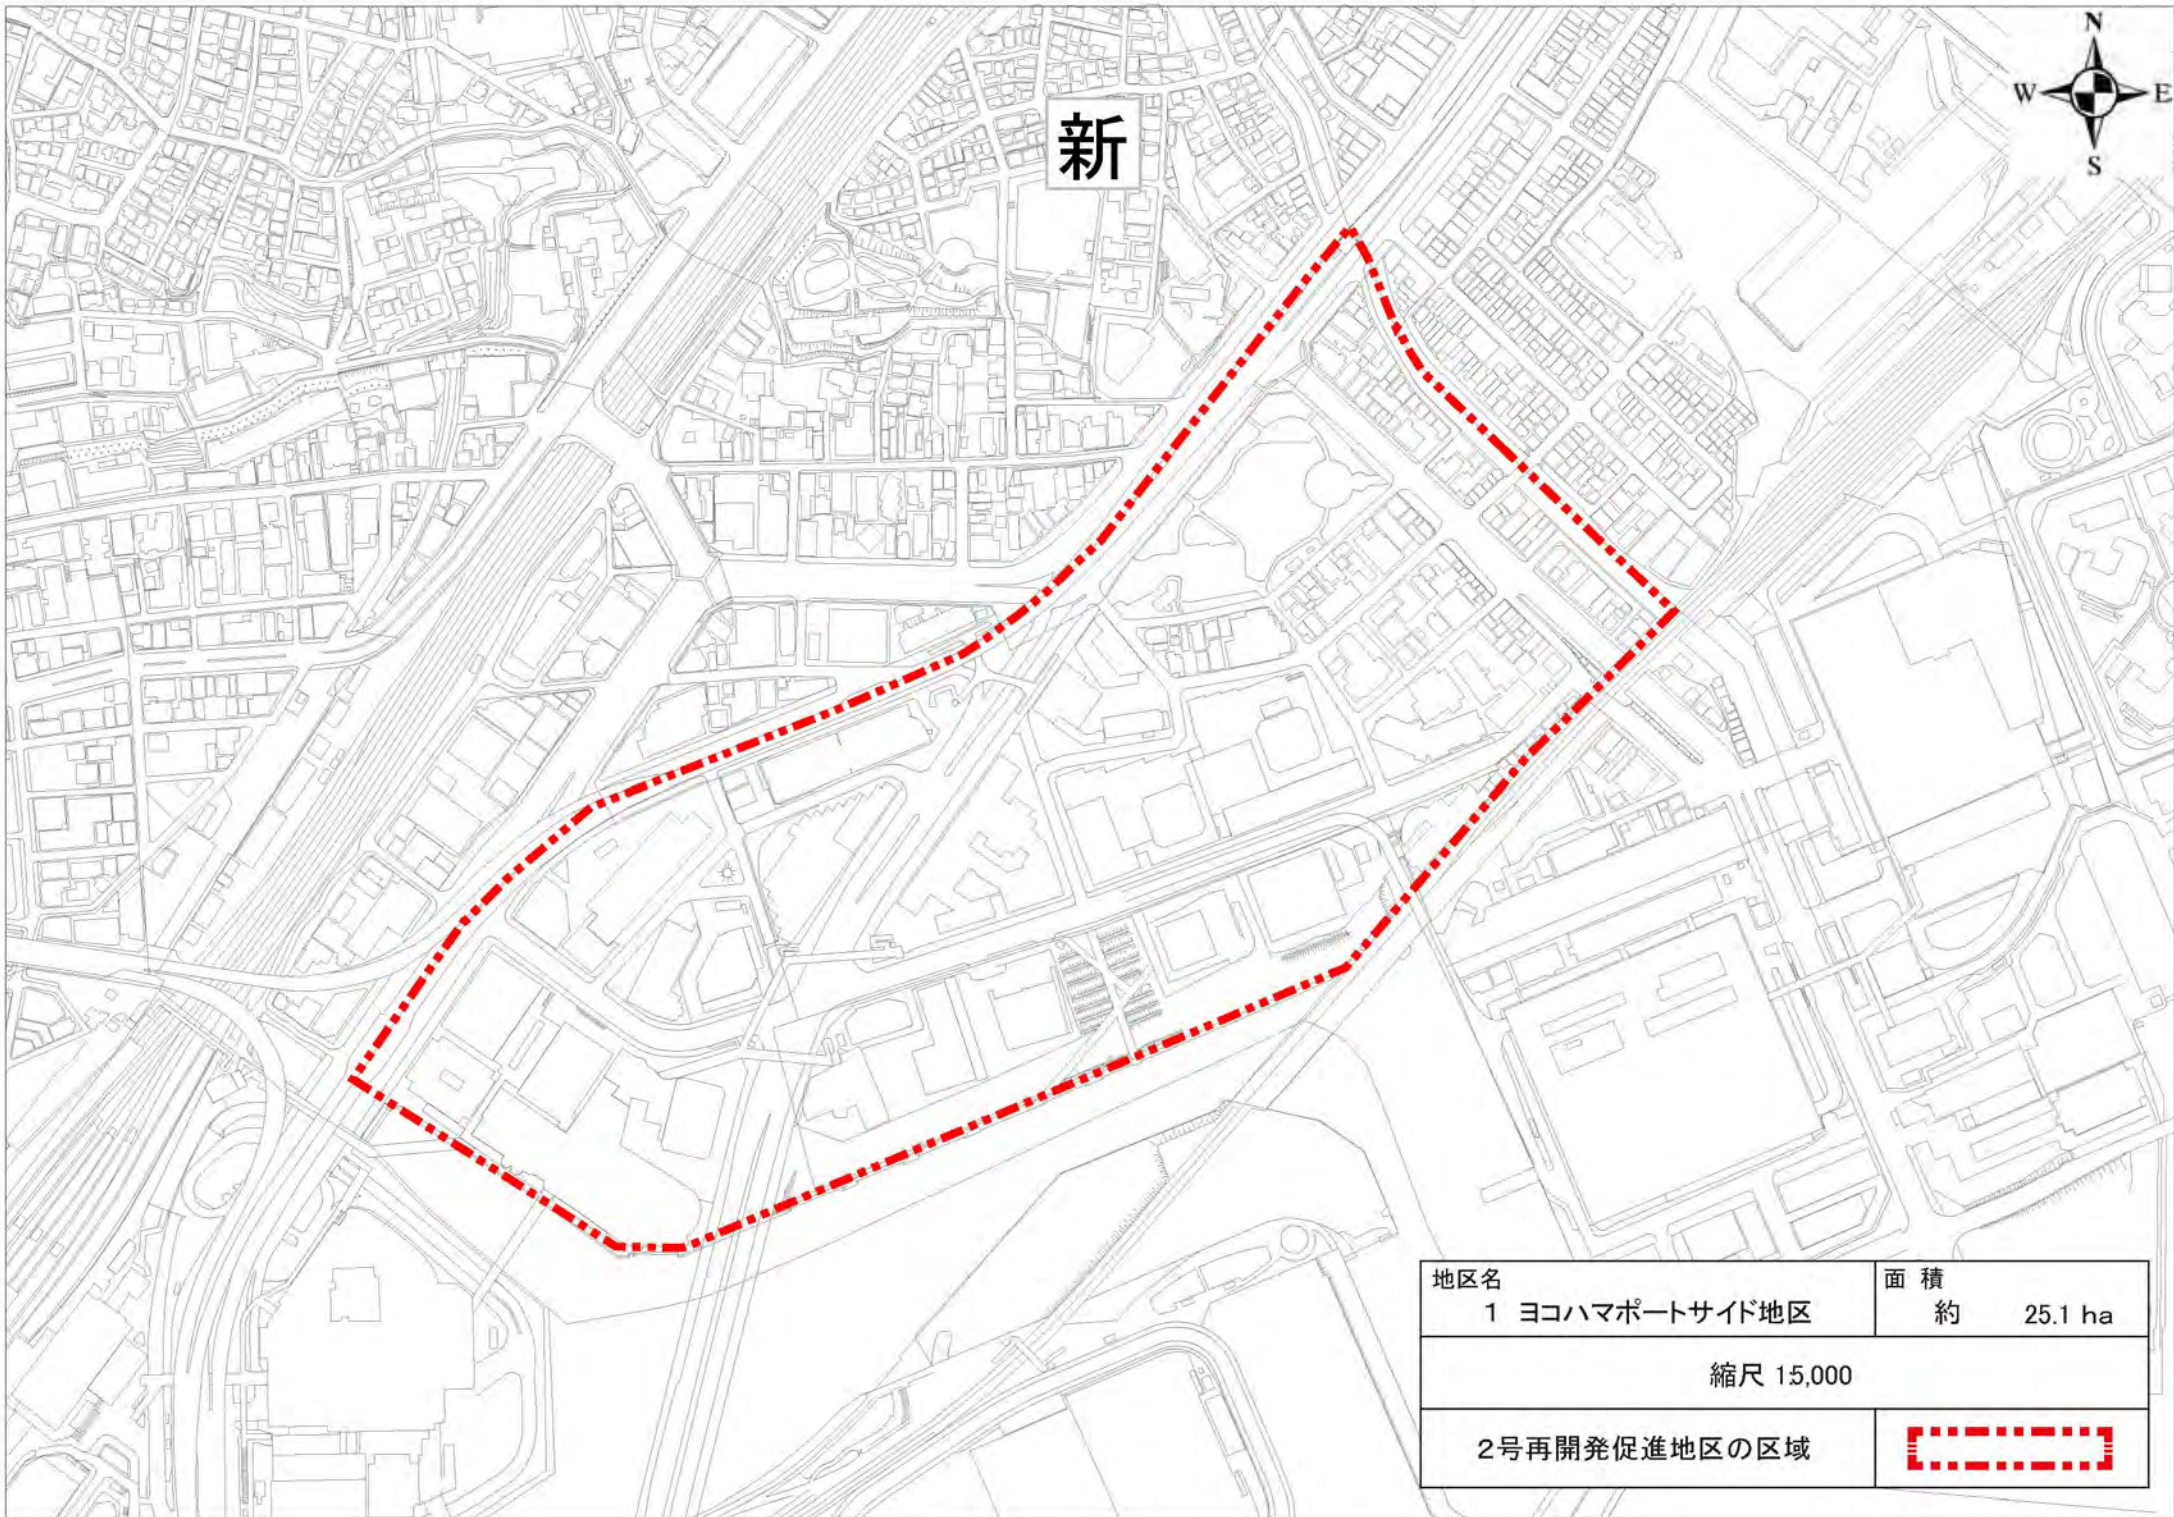 N
W E
S
新
地区名
1 ヨコハマポートサイド地区
面 積
約 25.1 ha
縮尺 15,000
2号再開発促進地区の区域